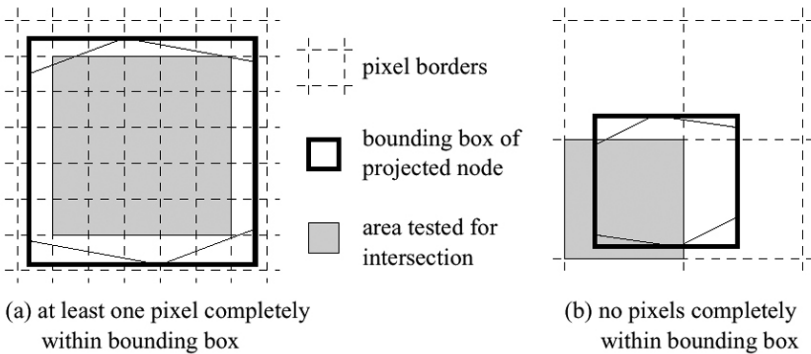 pixel borders
bounding box of
projected node
area tested for
intersection
(a) at least one pixel completely
within bounding box
(b) no pixels completely
within bounding box